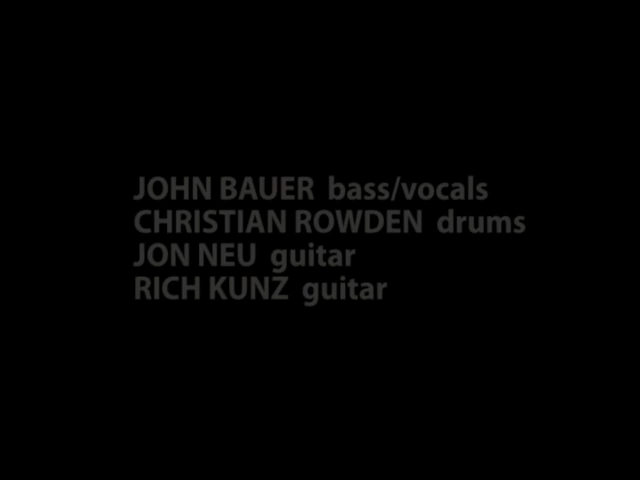 JOHN BAUER bass/vocals
CHRISTIAN ROWDEN drums
JON NEU guitar
RICH KUNZ guitar